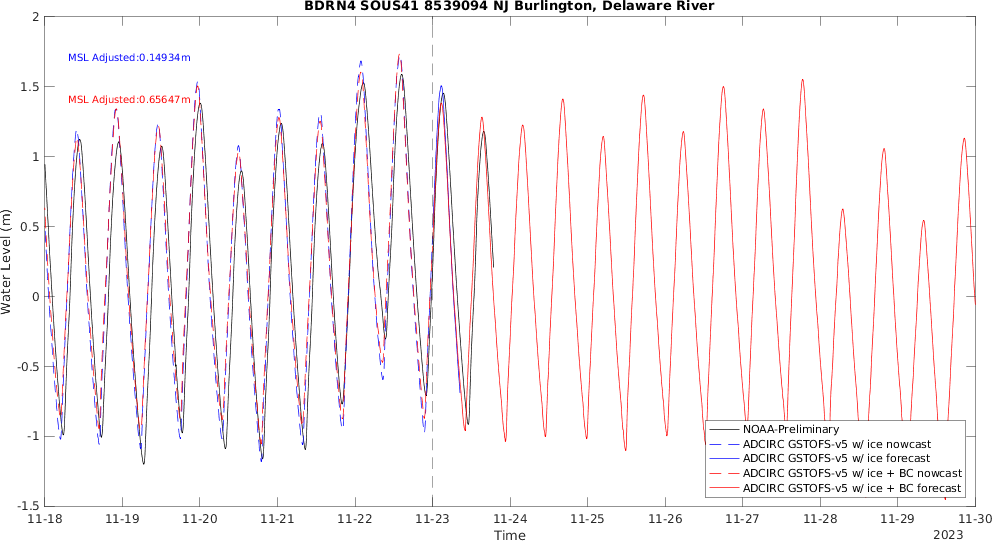 BDRN4 SOUS41 8539094 NJ Burlington, Delaware River
2
1.5
1
0.5
0
-0.5
-1
-1.5
Water Level (m)
MSL Adjusted:0.14934m
MSL Adjusted:0.65647m
NOAA-Preliminary
ADCIRC GSTOFS-v5 w/ ice nowcast
ADCIRC GSTOFS-v5 w/ ice forecast
ADCIRC GSTOFS-v5 w/ ice + BC nowcast
ADCIRC GSTOFS-v5 w/ ice + BC forecast
11-18 11-19 11-20 11-21 11-22 11-23 11-24 11-25 11-26 11-27 11-28 11-29 11-30
Time
2023